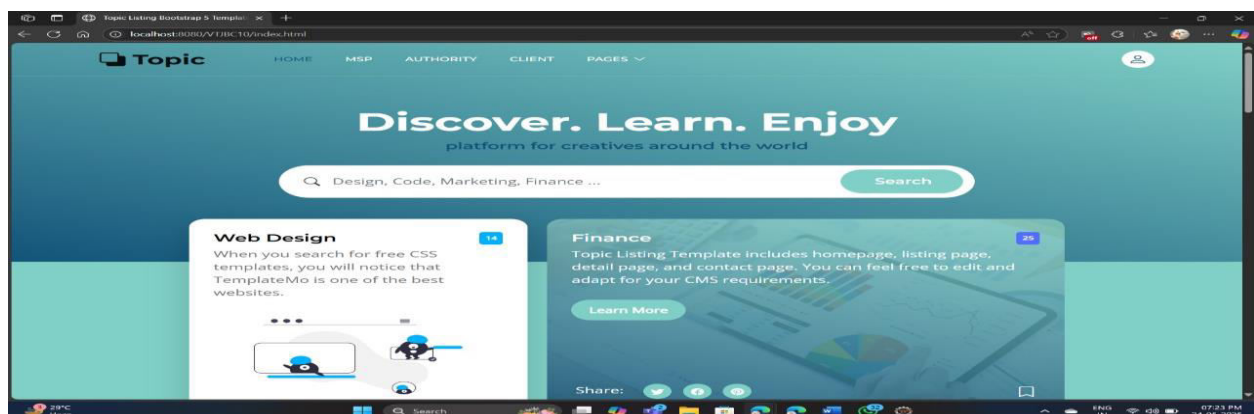 Topic Listing Bootstrap 5 Templat
localhost:8080/VTJBC10/index.html
Topic HOME MSP AUTHORITY CLIENT PAGES
Discover. Learn. Enjoy
platform for creatives around the world
Design, Code, Marketing, Finance ... Search
Web Design 14
When you search for free CSS
templates, you will notice that
TemplateMo is one of the best
websites.
Finance 25
Topic Listing Template includes homepage, listing page,
detail page, and contact page. You can feel free to edit and
adapt for your CMS requirements.
Learn More
Share:
29°C Search ENG 07:23 PM